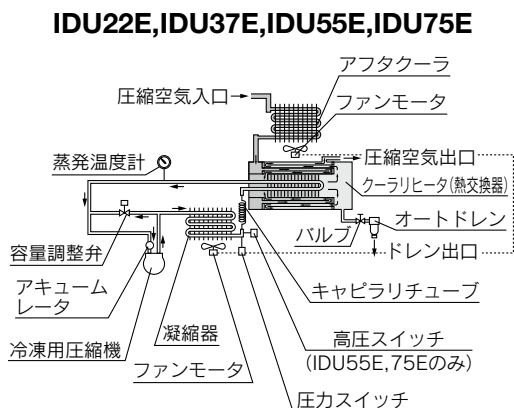 IDU22E,IDU37E,IDU55E,IDU75E
アフタクーラ
圧縮空気入口
ファンモータ
蒸発温度計
圧縮空気出口
クーラリヒータ(熱交換器)
オートドレン
バルブ
ドレン出口
容量調整弁
キャピラリチューブ
アキューム
レータ
凝縮器
高圧スイッチ
(IDU55E,75Eのみ)
冷凍用圧縮機
ファンモータ
圧力スイッチ